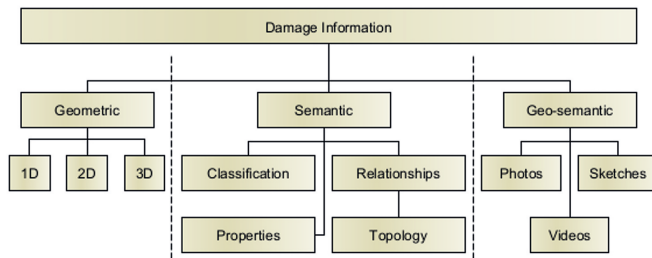 Damage Information
Geometric
Semantic
Geo-semantic
1D
2D
3D
Classification
Relationships
Photos
Sketches
Properties
Topology
Videos